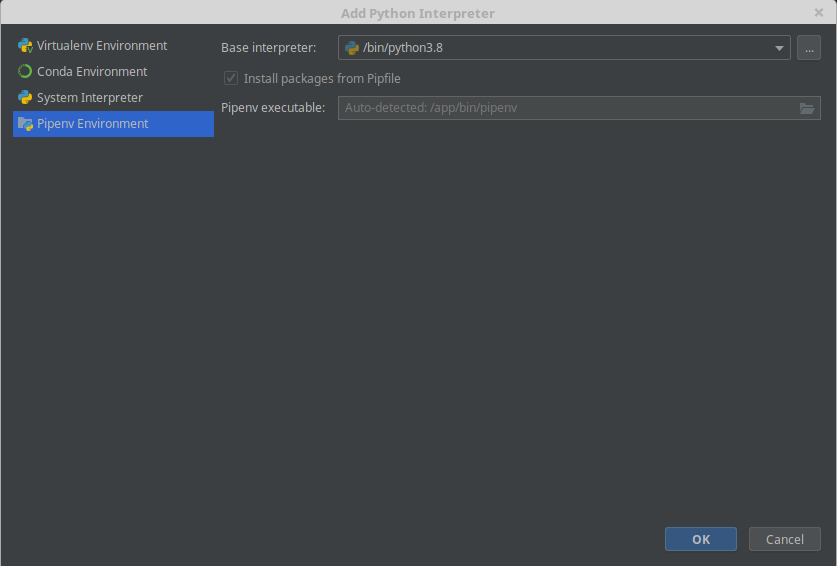 Add Python Interpreter
Virtualenv Environment
Conda Environment
System Interpreter
Pipenv Environment
Base interpreter: /bin/python3.8 ...
Install packages from Pipfile
Pipenv executable: Auto-detected: /app/bin/pipenv
OK Cancel